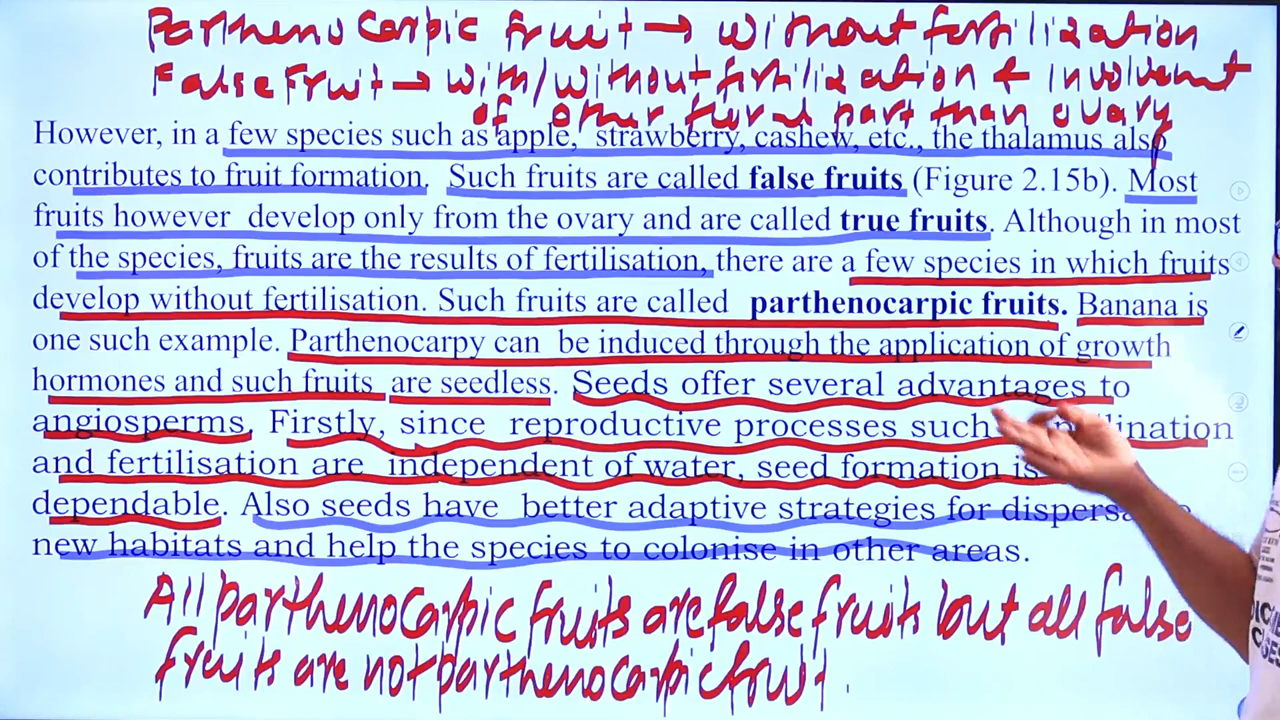 Parthenocarpic fruit → without fertilization
False Fruit → with/without fertilization + Involvent
of other floral part than ovary
However, in a few species such as apple, strawberry, cashew, etc., the thalamus also
contributes to fruit formation. Such fruits are called false fruits (Figure 2.15b). Most
fruits however develop only from the ovary and are called true fruits. Although in most
of the species, fruits are the results of fertilisation, there are a few species in which fruits
develop without fertilisation. Such fruits are called parthenocarpic fruits. Banana is
one such example. Parthenocarpy can be induced through the application of growth
hormones and such fruits are seedless. Seeds offer several advantages to
angiosperms. Firstly, since reproductive processes such
and fertilisation are independent of water, seed formation is
dependable. Also seeds have better adaptive strategies for
new habitats and help the species to colonise in other areas.
All parthenocarpic fruits are false fruits but all false
fruits are not parthenocarpic fruit.